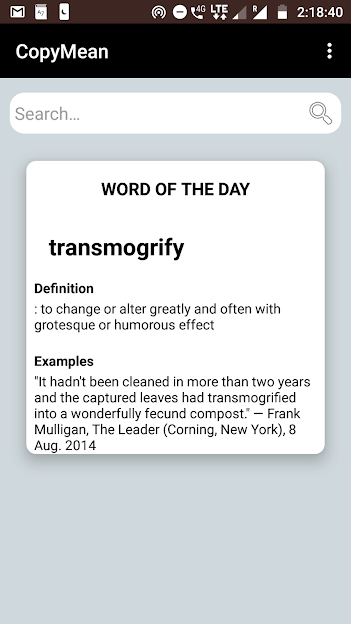 4G LTE R 2:18:40
CopyMean
Search...
WORD OF THE DAY
transmogrify
Definition
: to change or alter greatly and often with
grotesque or humorous effect
Examples
"It hadn't been cleaned in more than two years
and the captured leaves had transmogrified
into a wonderfully fecund compost." — Frank
Mulligan, The Leader (Corning, New York), 8
Aug. 2014